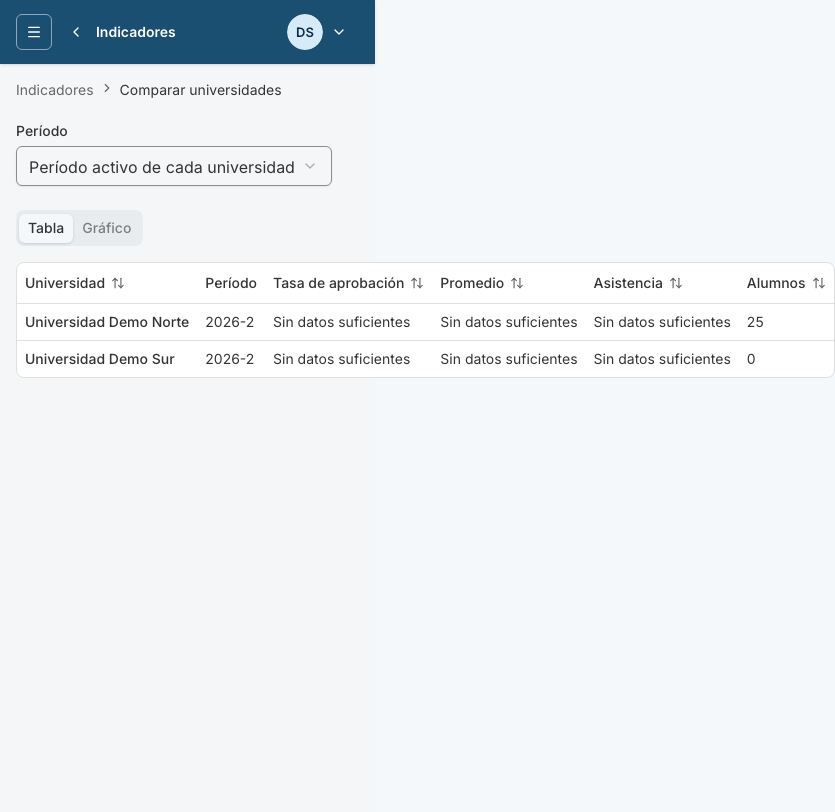 Indicadores
DS
Indicadores > Comparar universidades
Período
Período activo de cada universidad
Tabla Gráfico
Universidad Período Tasa de aprobación Promedio Asistencia Alumnos
Universidad Demo Norte 2026-2 Sin datos suficientes Sin datos suficientes Sin datos suficientes 25
Universidad Demo Sur 2026-2 Sin datos suficientes Sin datos suficientes Sin datos suficientes 0